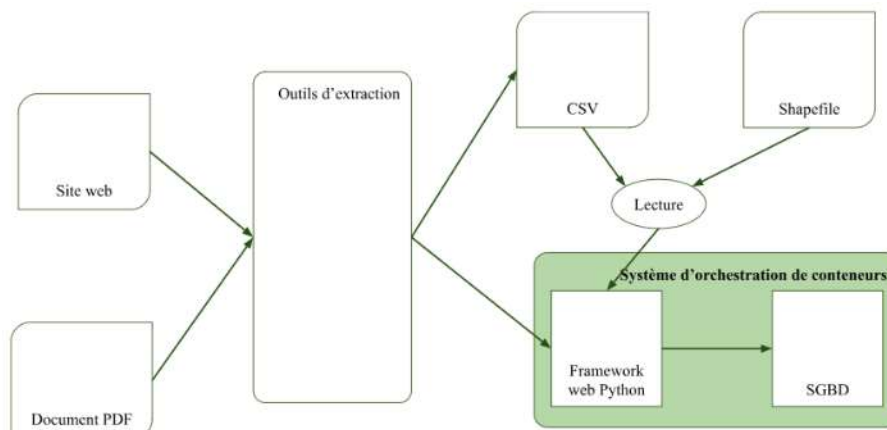 Outils d'extraction
CSV
Shapefile
Site web
Lecture
Système d'orchestration de conteneurs
Framework
web Python
SGBD
Document PDF